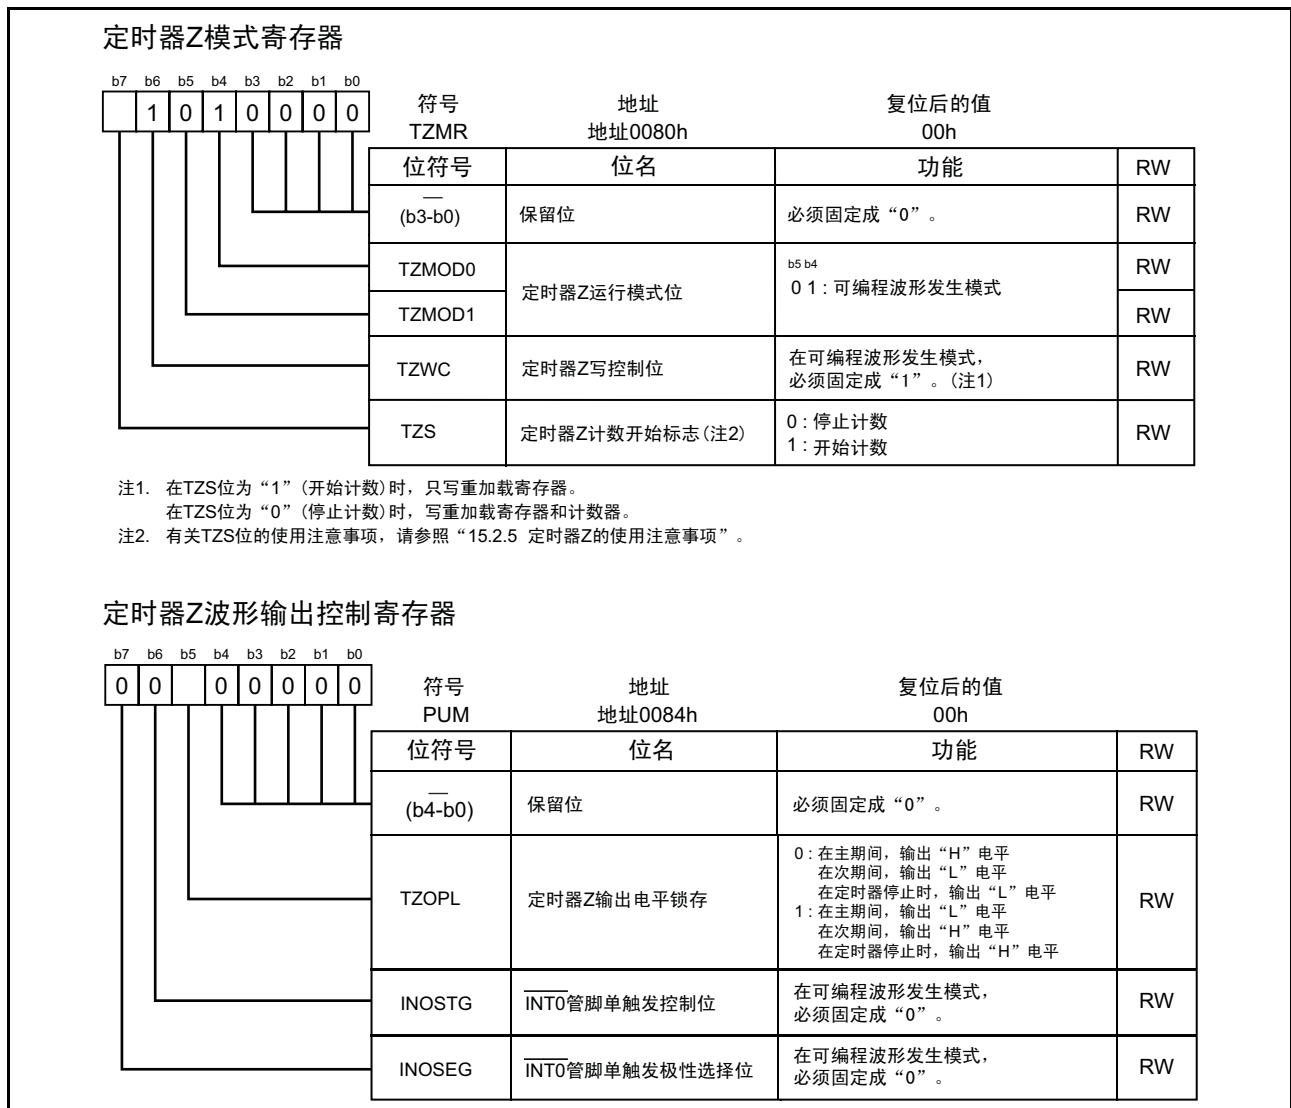 定时器Z模式寄存器
b7 b6 b5 b4 b3 b2 b1 b0
1 0 1 0 0 0 0
符号 地址 复位后的值
TZMR 地址0080h 00h
位符号 位名 功能 RW
—
(b3-b0) 保留位 必须固定成“0”。 RW
TZMOD0 定时器Z运行模式位 b5 b4 RW
0 1 : 可编程波形发生模式
TZMOD1 RW
TZWC 定时器Z写控制位 在可编程波形发生模式，
必须固定成“1”。(注1) RW
TZS 定时器Z计数开始标志(注2) 0 : 停止计数
1 : 开始计数 RW
注1. 在TZS位为“1”(开始计数)时，只写重加载寄存器。
在TZS位为“0”(停止计数)时，写重加载寄存器和计数器。
注2. 有关TZS位的使用注意事项，请参照“15.2.5 定时器Z的使用注意事项”。
定时器Z波形输出控制寄存器
b7 b6 b5 b4 b3 b2 b1 b0
0 0 0 0 0 0 0
符号 地址 复位后的值
PUM 地址0084h 00h
位符号 位名 功能 RW
—
(b4-b0) 保留位 必须固定成“0”。 RW
TZOPL 定时器Z输出电平锁存 0 : 在主期间，输出“H”电平
在次期间，输出“L”电平
在定时器停止时，输出“L”电平
1 : 在主期间，输出“L”电平
在次期间，输出“H”电平
在定时器停止时，输出“H”电平 RW
INOSTG INT0管脚单触发控制位 在可编程波形发生模式，
必须固定成“0”。 RW
INOSEG INT0管脚单触发极性选择位 在可编程波形发生模式，
必须固定成“0”。 RW